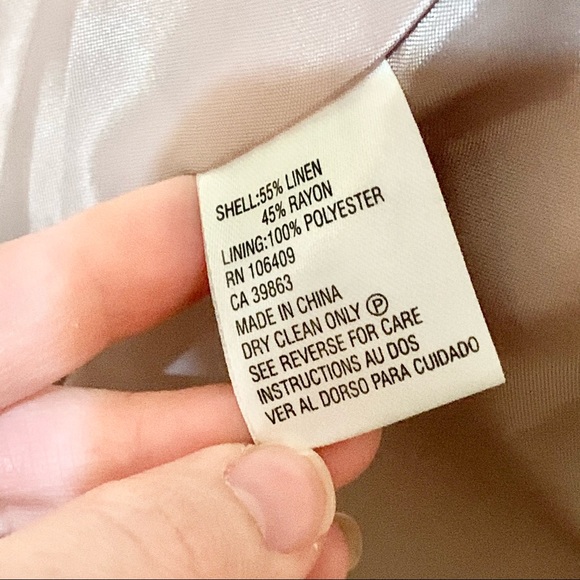 SHELL:55% LINEN
45% RAYON
LINING:100% POLYESTER
RN 106409
CA 39863
MADE IN CHINA
DRY CLEAN ONLY Ⓟ
SEE REVERSE FOR CARE
INSTRUCTIONS AU DOS
VER AL DORSO PARA CUIDADO